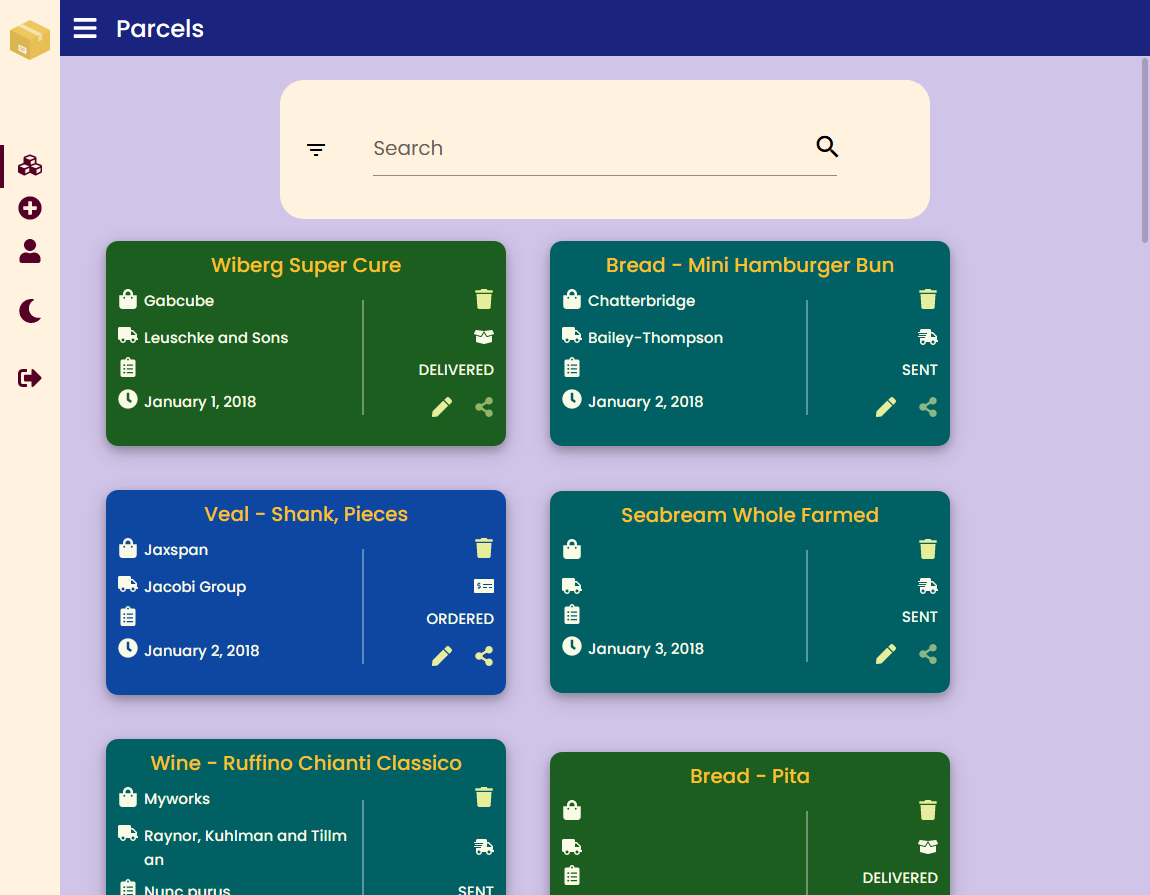 Parcels
Search
Wiberg Super Cure
Gabcube
Leuschke and Sons
DELIVERED
January 1, 2018
Bread - Mini Hamburger Bun
Chatterbridge
Bailey-Thompson
SENT
January 2, 2018
Veal - Shank, Pieces
Jaxspan
Jacobi Group
ORDERED
January 2, 2018
Seabream Whole Farmed
SENT
January 3, 2018
Wine - Ruffino Chianti Classico
Myworks
Raynor, Kuhlman and Tillm
an
Nunc purus
SENT
Bread - Pita
DELIVERED